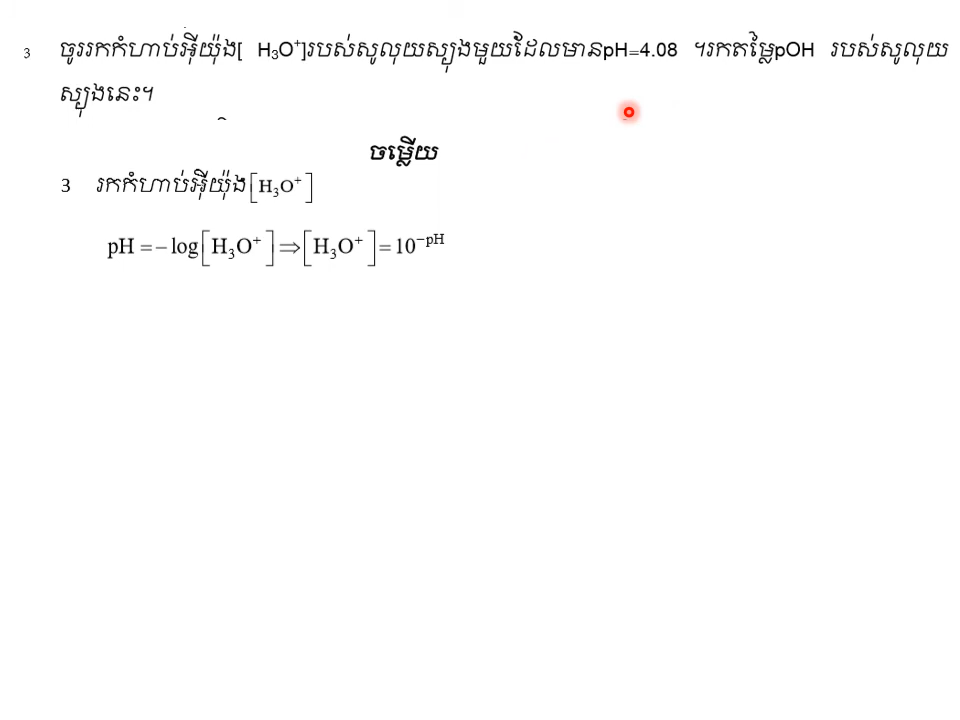 3 ចូររកកំហាប់អ៊ីយ៉ុង[ H₃O⁺]របស់សូលុយស្យុងមួយដែលមានpH=4.08 ។រកតម្លៃpOH របស់សូលុយ
ស្យុងនេះ។
ចម្លើយ
3 រកកំហាប់អ៊ីយ៉ុង[H₃O⁺]
pH = − log[H₃O⁺] ⇒ [H₃O⁺] = 10⁻ᵖᴴ